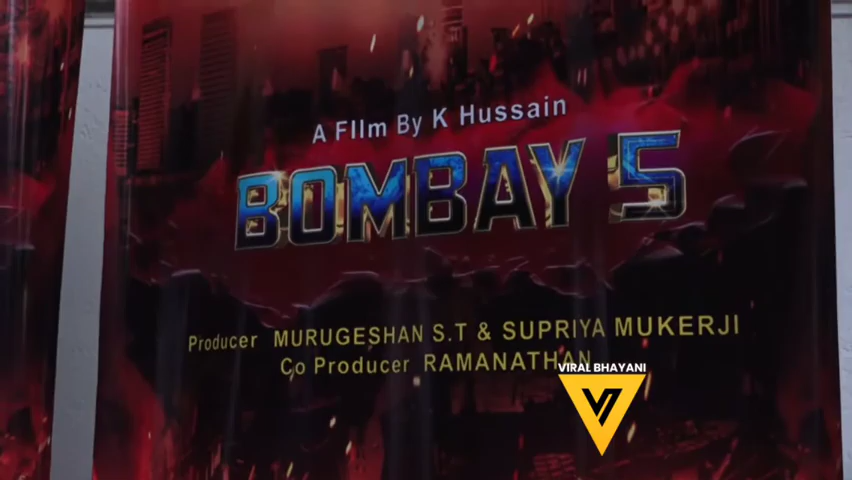 A FIlm By K Hussain
BOMBAY 5
Producer MURUGESHAN S.T & SUPRIYA MUKERJI
Co Producer RAMANATHAN
VIRAL BHAYANI
V